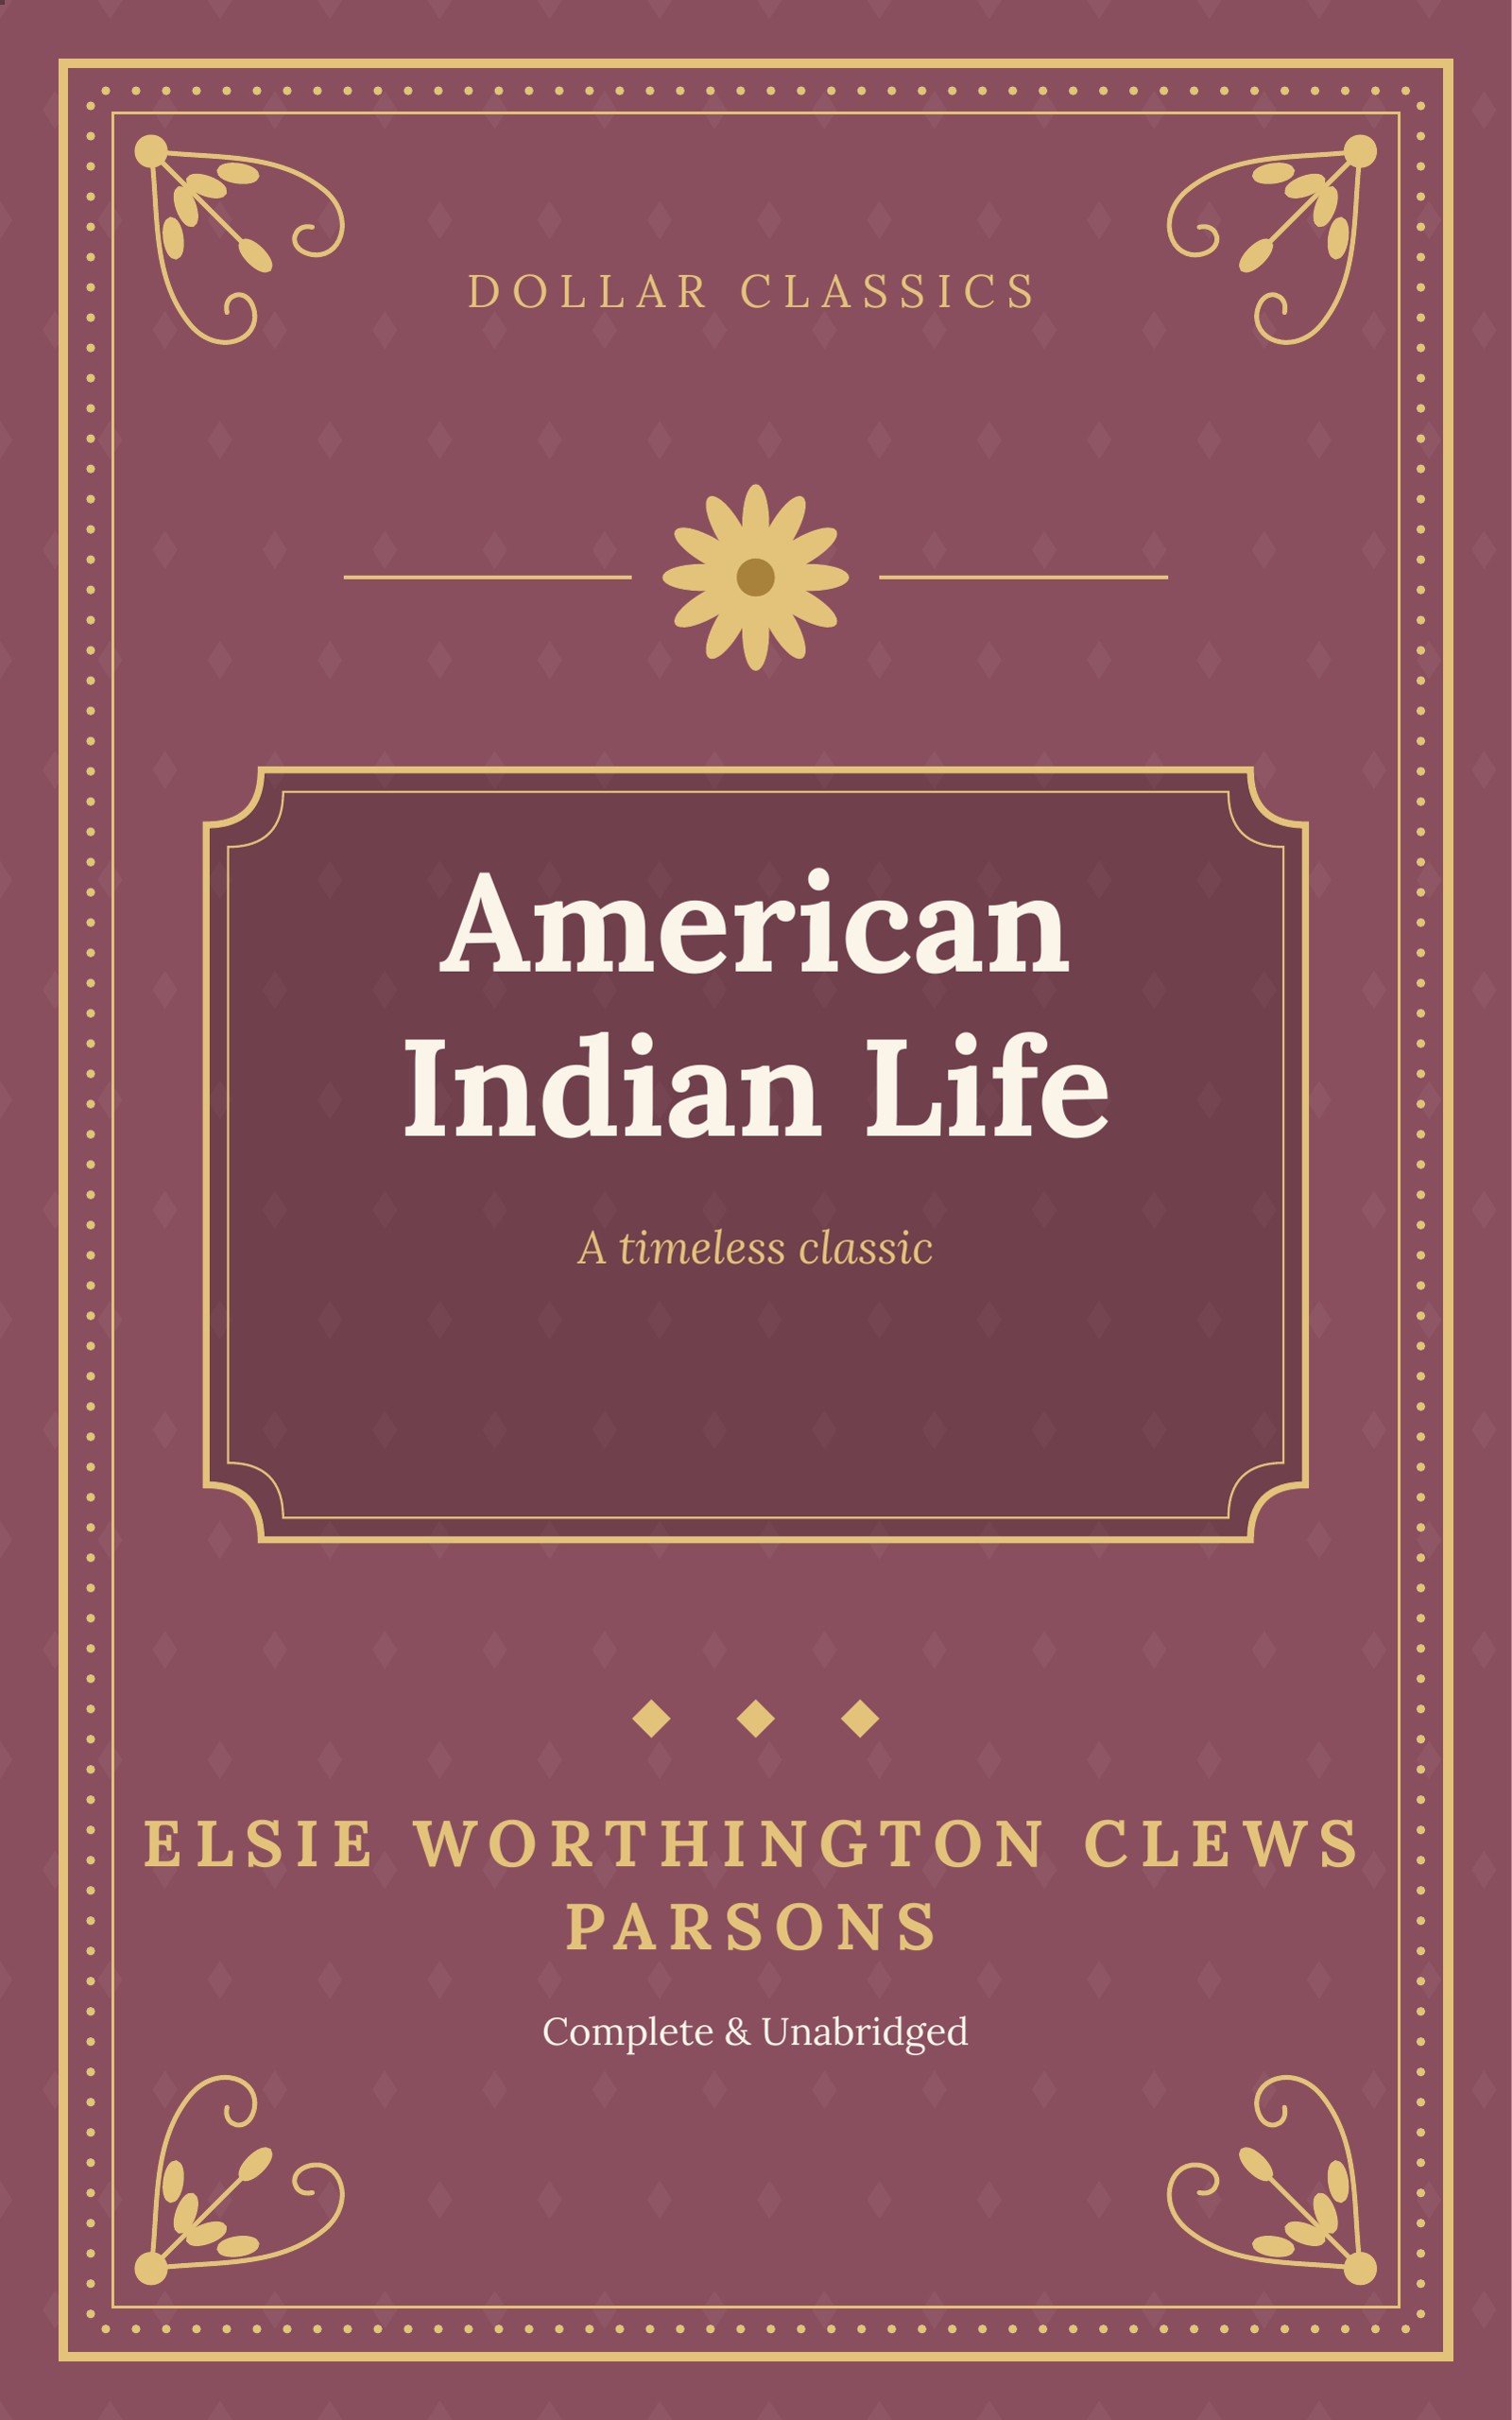 DOLLAR CLASSICS
American
Indian Life
A timeless classic
ELSIE WORTHINGTON CLEWS
PARSONS
Complete & Unabridged